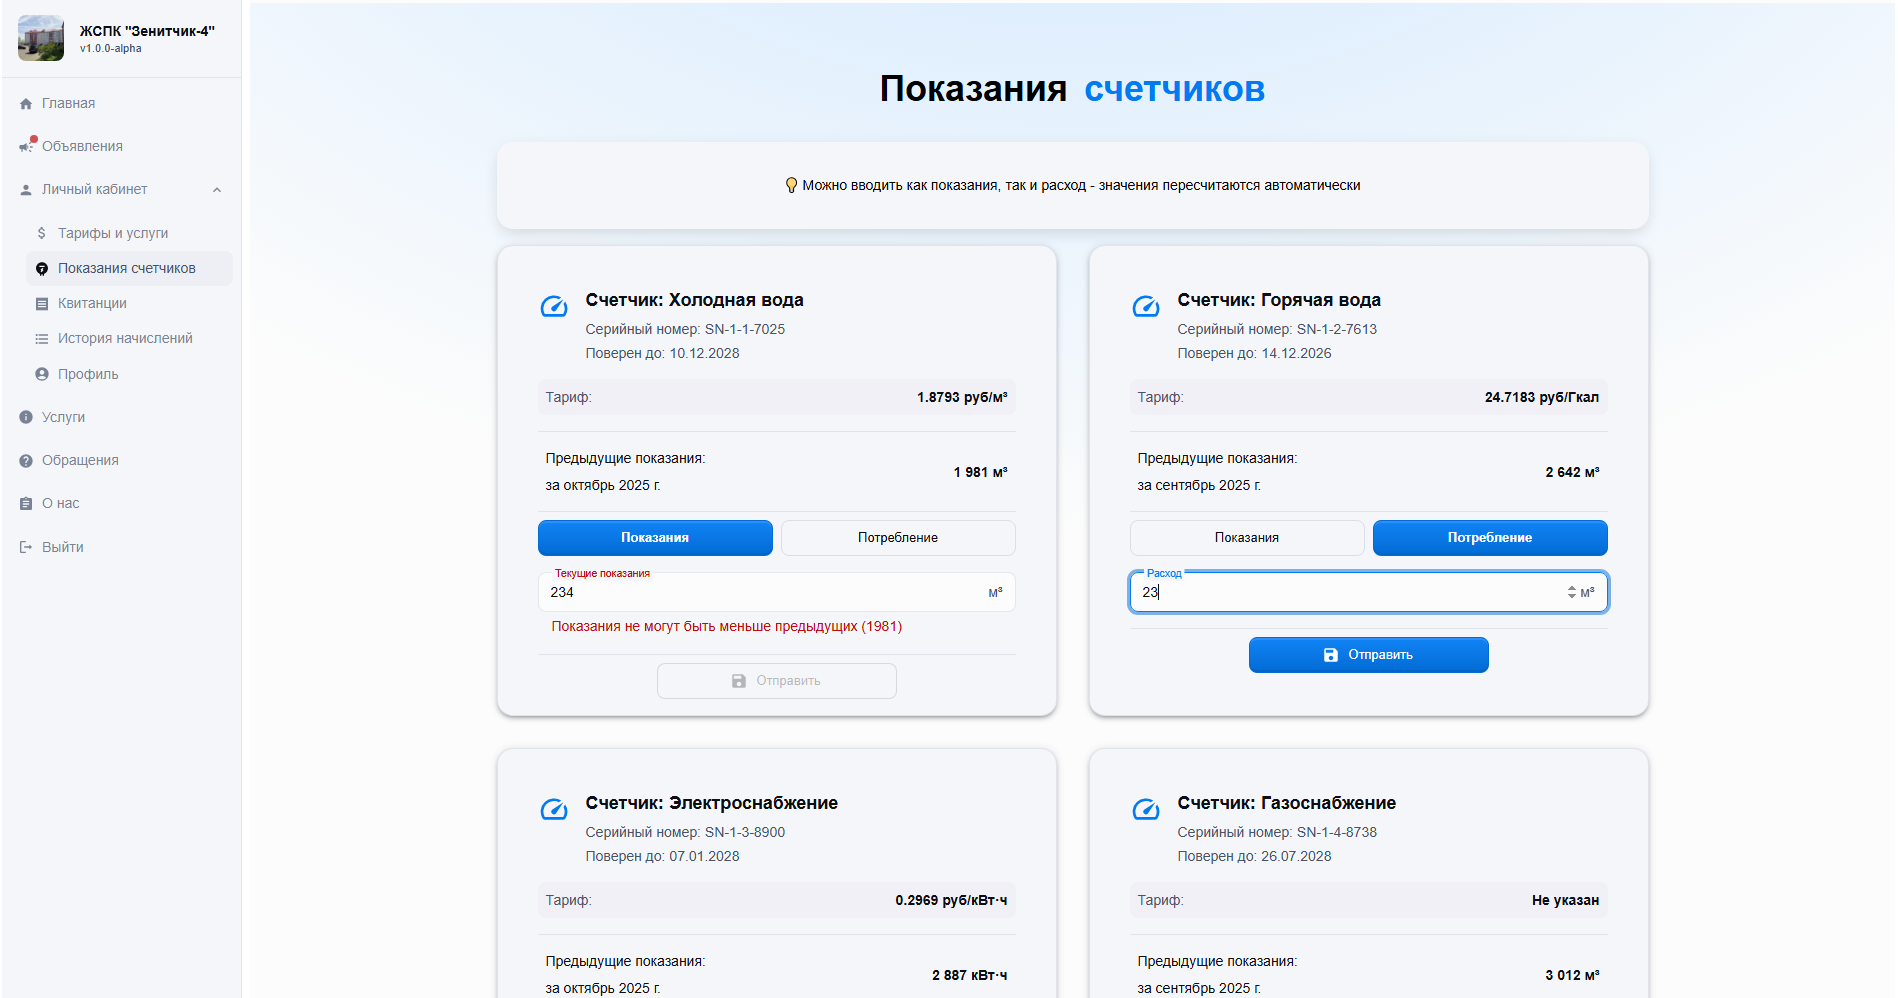 ЖСПК "Зенитчик-4"
v1.0.0-alpha
Главная
Объявления
Личный кабинет
Тарифы и услуги
Показания счетчиков
Квитанции
История начислений
Профиль
Услуги
Обращения
О нас
Выйти
Показания счетчиков
Можно вводить как показания, так и расход - значения пересчитаются автоматически
Счетчик: Холодная вода
Серийный номер: SN-1-1-7025
Поверен до: 10.12.2028
Тариф: 1.8793 руб/м³
Предыдущие показания:
за октябрь 2025 г.
1 981 м³
Показания Потребление
Текущие показания
234 м³
Показания не могут быть меньше предыдущих (1981)
Отправить
Счетчик: Горячая вода
Серийный номер: SN-1-2-7613
Поверен до: 14.12.2026
Тариф: 24.7183 руб/Гкал
Предыдущие показания:
за сентябрь 2025 г.
2 642 м³
Показания Потребление
Расход
23 м³
Отправить
Счетчик: Электроснабжение
Серийный номер: SN-1-3-8900
Поверен до: 07.01.2028
Тариф: 0.2969 руб/кВт·ч
Предыдущие показания:
за октябрь 2025 г.
2 887 кВт·ч
Счетчик: Газоснабжение
Серийный номер: SN-1-4-8738
Поверен до: 26.07.2028
Тариф: Не указан
Предыдущие показания:
за сентябрь 2025 г.
3 012 м³